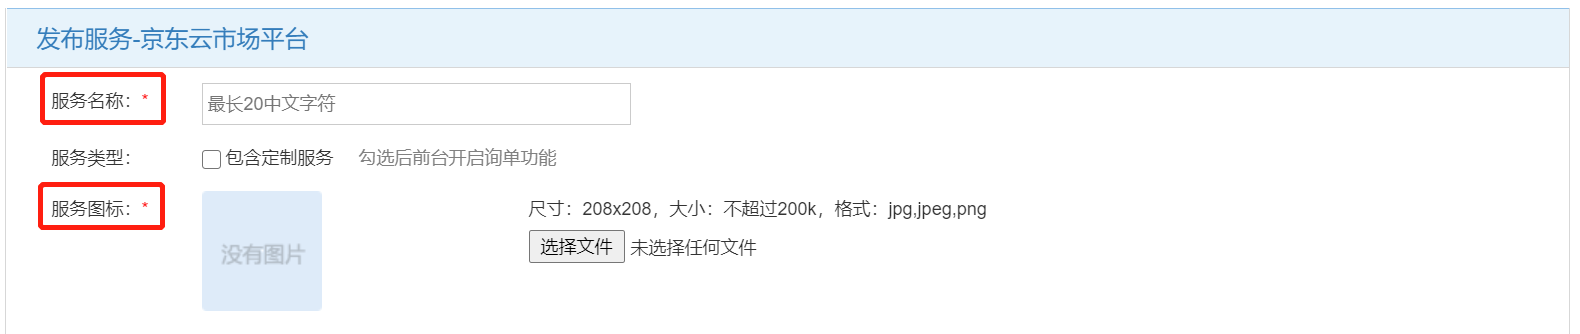 发布服务-京东云市场平台
服务名称：*
最长20中文字符
服务类型：
包含定制服务 勾选后前台开启询单功能
服务图标：*
没有图片
尺寸：208x208，大小：不超过200k，格式：jpg,jpeg,png
选择文件 未选择任何文件